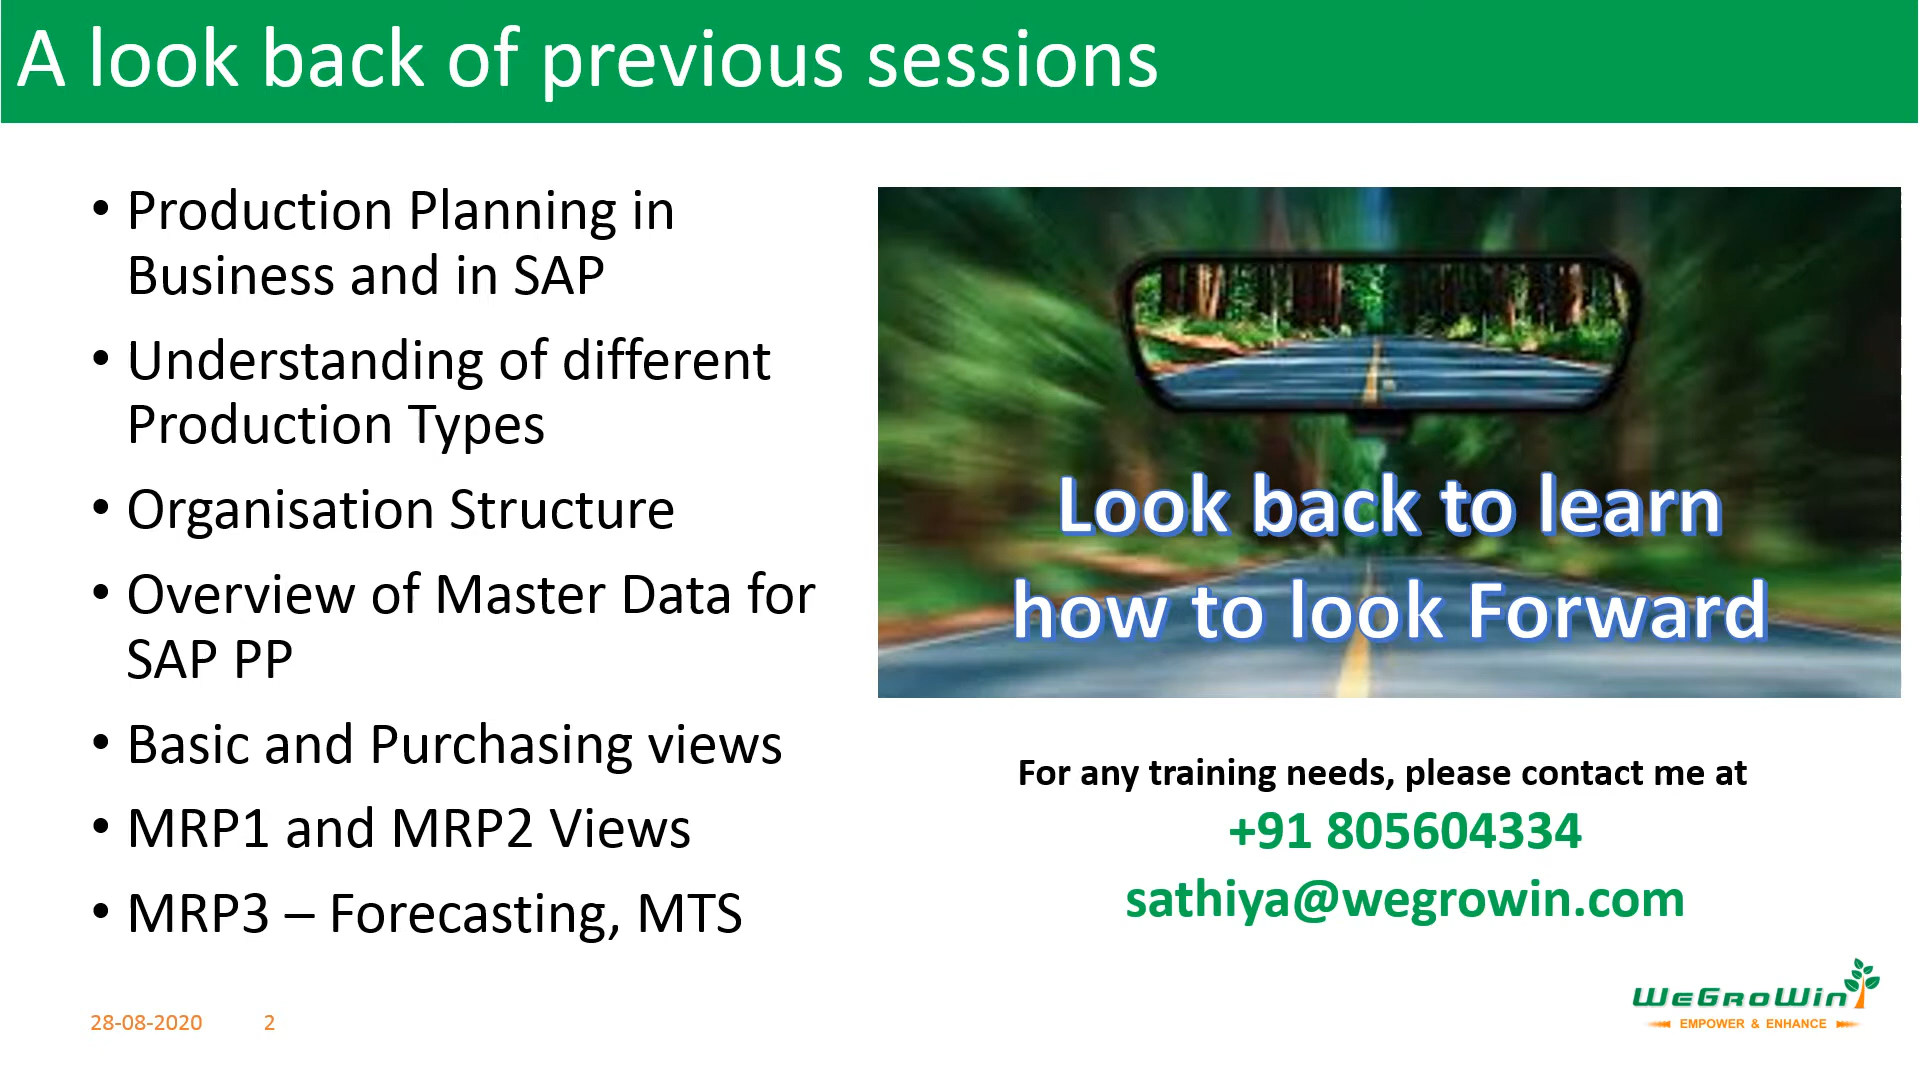 A look back of previous sessions
• Production Planning in
Business and in SAP
• Understanding of different
Production Types
• Organisation Structure
• Overview of Master Data for
SAP PP
• Basic and Purchasing views
• MRP1 and MRP2 Views
• MRP3 – Forecasting, MTS
Look back to learn
how to look Forward
For any training needs, please contact me at
+91 805604334
sathiya@wegrowin.com
28-08-2020 2
WeGroWin
EMPOWER & ENHANCE